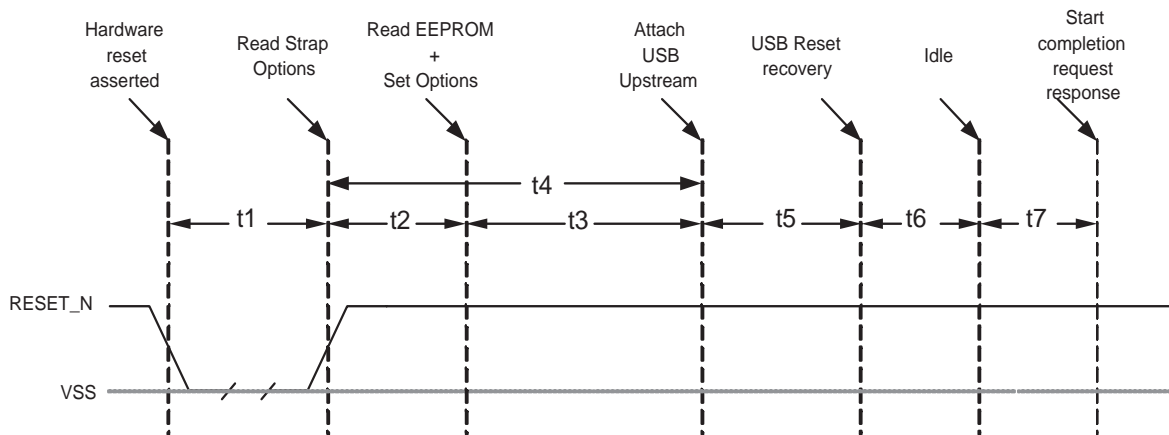 Hardware
reset
asserted
Read Strap
Options
Read EEPROM
+
Set Options
Attach
USB
Upstream
USB Reset
recovery
Idle
Start
completion
request
response
t4
t1
t2
t3
t5
t6
t7
RESET_N
VSS